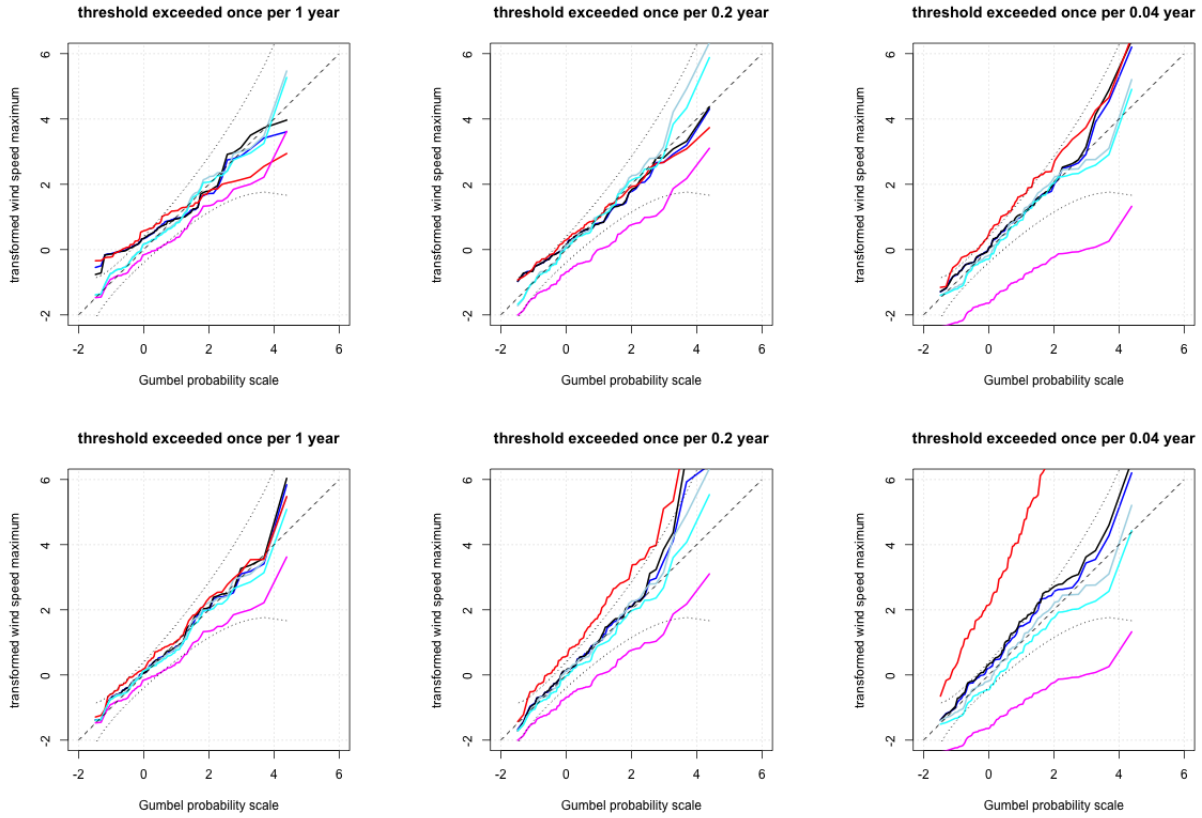 threshold exceeded once per 1 year
transformed wind speed maximum
6
4
2
0
-2
-2 0 2 4 6
Gumbel probability scale
threshold exceeded once per 0.2 year
transformed wind speed maximum
6
4
2
0
-2
-2 0 2 4 6
Gumbel probability scale
threshold exceeded once per 0.04 year
transformed wind speed maximum
6
4
2
0
-2
-2 0 2 4 6
Gumbel probability scale
threshold exceeded once per 1 year
transformed wind speed maximum
6
4
2
0
-2
-2 0 2 4 6
Gumbel probability scale
threshold exceeded once per 0.2 year
transformed wind speed maximum
6
4
2
0
-2
-2 0 2 4 6
Gumbel probability scale
threshold exceeded once per 0.04 year
transformed wind speed maximum
6
4
2
0
-2
-2 0 2 4 6
Gumbel probability scale